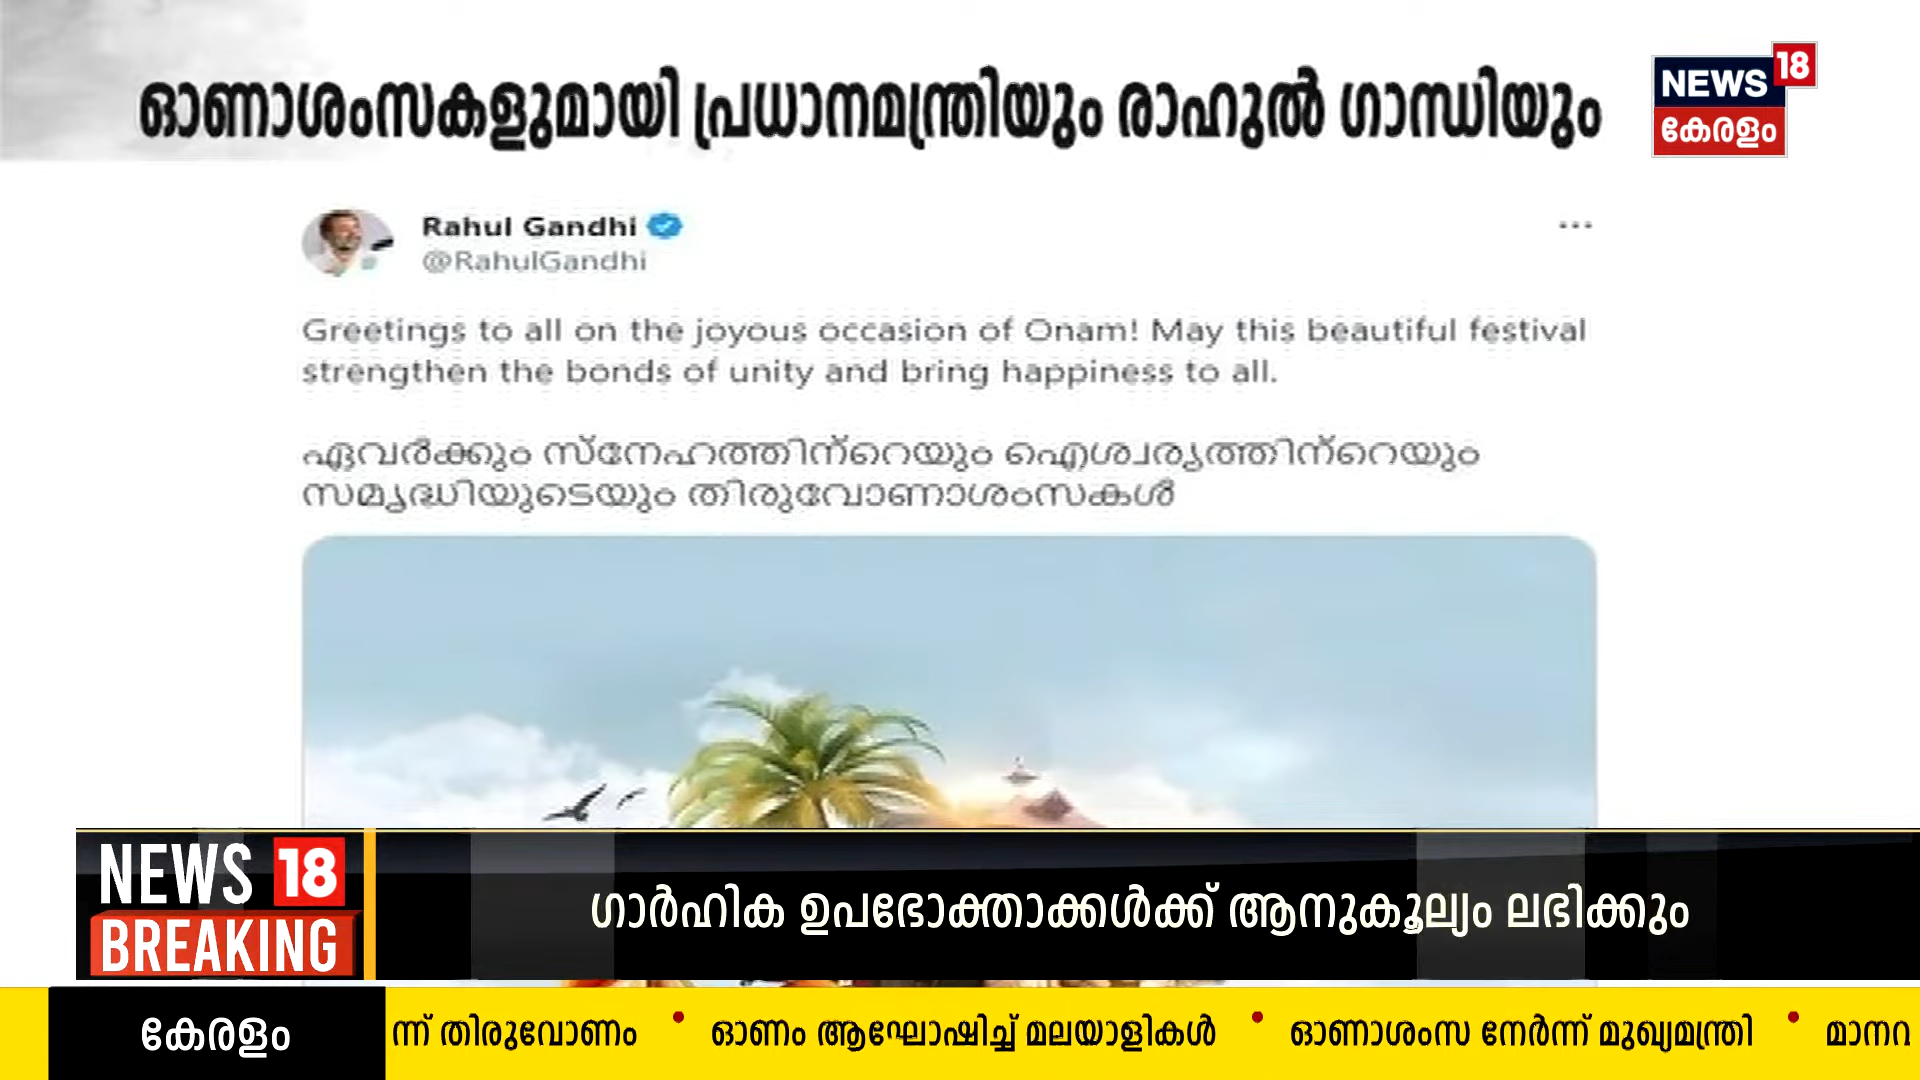 ഓണാശംസകളുമായി പ്രധാനമന്ത്രിയും രാഹുൽ ഗാന്ധിയും
NEWS 18
കേരളം
Rahul Gandhi
@RahulGandhi
Greetings to all on the joyous occasion of Onam! May this beautiful festival
strengthen the bonds of unity and bring happiness to all.
ഏവർക്കും സ്നേഹത്തിന്റെയും ഐശ്വര്യത്തിന്റെയും
സമൃദ്ധിയുടെയും തിരുവോണാശംസകൾ
NEWS 18
BREAKING
ഗാർഹിക ഉപഭോക്താക്കൾക്ക് ആനുകൂല്യം ലഭിക്കും
കേരളം
ന്ന് തിരുവോണം • ഓണം ആഘോഷിച്ച് മലയാളികൾ • ഓണാശംസ നേർന്ന് മുഖ്യമന്ത്രി • മാനവ